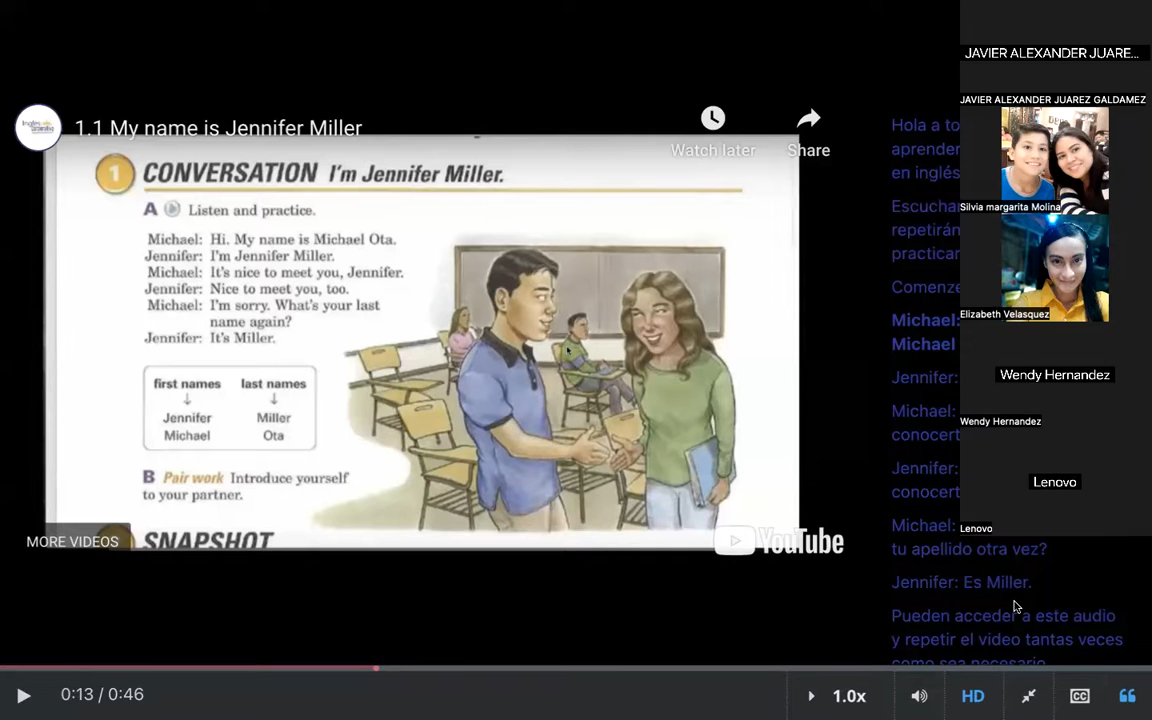 1.1 My name is Jennifer Miller
Watch later
Share
1
CONVERSATION I'm Jennifer Miller.
A Listen and practice.
Michael: Hi. My name is Michael Ota.
Jennifer: I'm Jennifer Miller.
Michael: It's nice to meet you, Jennifer.
Jennifer: Nice to meet you, too.
Michael: I'm sorry. What's your last
name again?
Jennifer: It's Miller.
first names last names
Jennifer Miller
Michael Ota
B Pair work Introduce yourself
to your partner.
SNAPSHOT
MORE VIDEOS
YouTube
Hola a to
aprender
en inglés
Escucha
repetirán
practicar
Comenze
Michael:
Michael
Jennifer:
Michael:
conocert
Jennifer:
conocert
Michael:
tu apellido otra vez?
Jennifer: Es Miller.
Pueden acceder a este audio
y repetir el video tantas veces
como sea necesario
JAVIER ALEXANDER JUARE...
JAVIER ALEXANDER JUAREZ GALDAMEZ
Silvia margarita Molina
Elizabeth Velasquez
Wendy Hernandez
Wendy Hernandez
Lenovo
Lenovo
0:13 / 0:46
1.0x
HD
CC